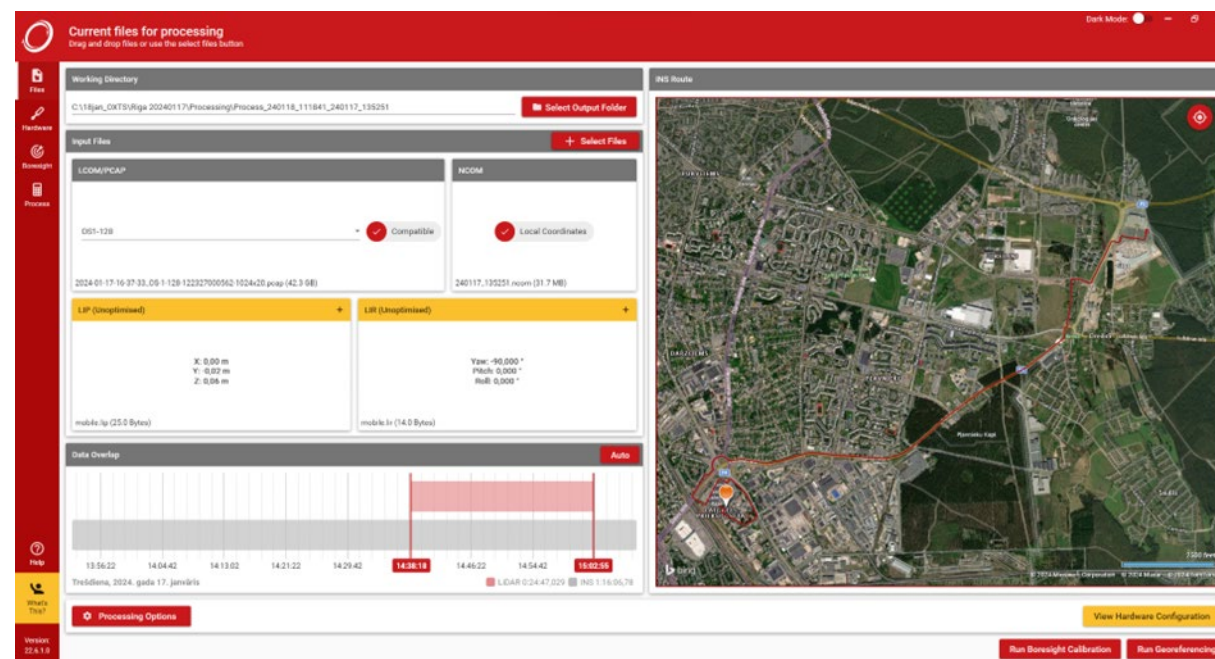 Current files for processing
Drag and drop files or use the select files button
Dark Mode:
Files
Hardware
Boresight
Process
Help
What's
This?
Version:
22.6.1.0
Working Directory
C:\18jan_OXTS\Riga 20240117\Processing\Process_240118_111841_240117_135251
Select Output Folder
Input Files
+ Select Files
LCOM/PCAP
OS1-128
Compatible
2024-01-17-16-37-33_OS-1-128-122327000562-1024x20.pcap (42.3 GB)
NCOM
Local Coordinates
240117_135251.ncom (31.7 MB)
LIP (Unoptimised) +
X: 0,00 m
Y: -0,02 m
Z: 0,06 m
mobile.lip (25.0 Bytes)
LIR (Unoptimised) +
Yaw: -90,000 °
Pitch: 0,000 °
Roll: 0,000 °
mobile.lir (14.0 Bytes)
Data Overlap
Auto
13:56:22 14:04:42 14:13:02 14:21:22 14:29:42 14:38:18 14:46:22 14:54:42 15:02:55
Trešdiena, 2024. gada 17. janvāris
LiDAR 0:24:47,029 INS 1:16:06,78
INS Route
DĀRZCIEMS
PURVCIEMS
bing
Processing Options
View Hardware Configuration
Run Boresight Calibration
Run Georeferencing